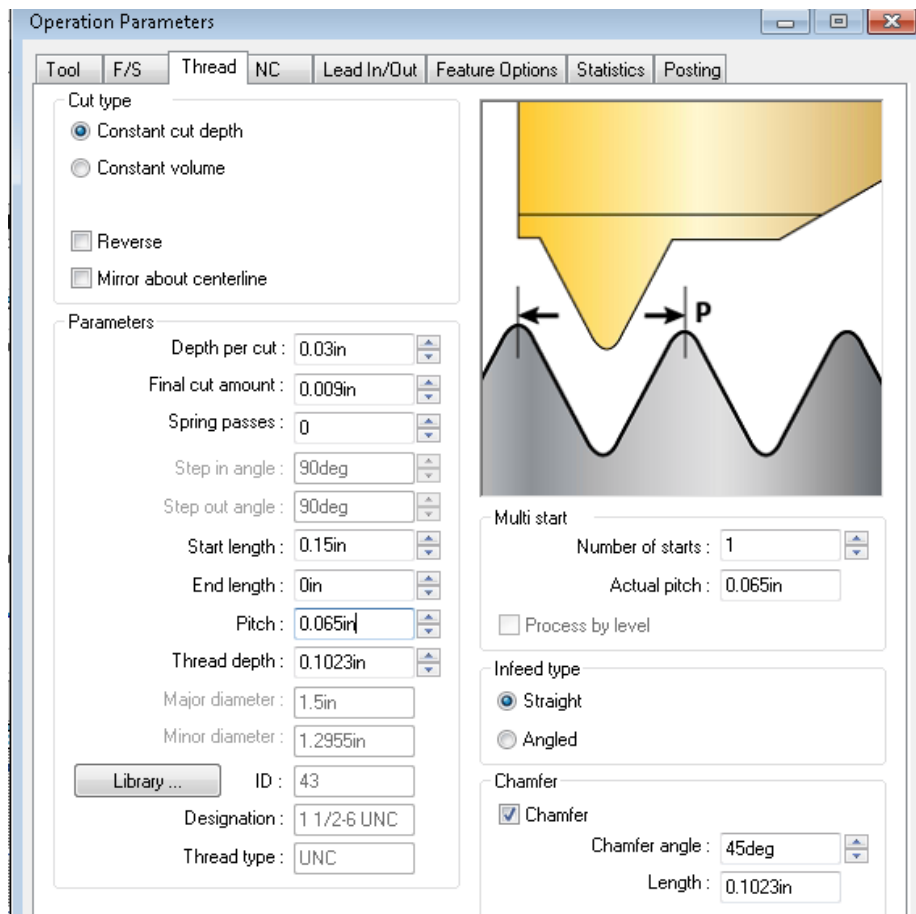 Operation Parameters
Tool F/S Thread NC Lead In/Out Feature Options Statistics Posting
Cut type
Constant cut depth
Constant volume
Reverse
Mirror about centerline
Parameters
Depth per cut : 0.03in
Final cut amount : 0.009in
Spring passes : 0
Step in angle : 90deg
Step out angle : 90deg
Start length : 0.15in
End length : 0in
Pitch : 0.065in
Thread depth : 0.1023in
Major diameter : 1.5in
Minor diameter : 1.2955in
Library ... ID : 43
Designation : 1 1/2-6 UNC
Thread type : UNC
P
Multi start
Number of starts : 1
Actual pitch : 0.065in
Process by level
Infeed type
Straight
Angled
Chamfer
Chamfer
Chamfer angle : 45deg
Length : 0.1023in